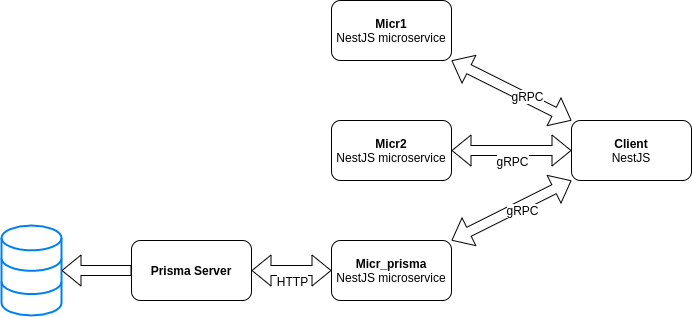 Micr1
NestJS microservice
gRPC
Micr2
NestJS microservice
gRPC
Client
NestJS
gRPC
Prisma Server
HTTP
Micr_prisma
NestJS microservice